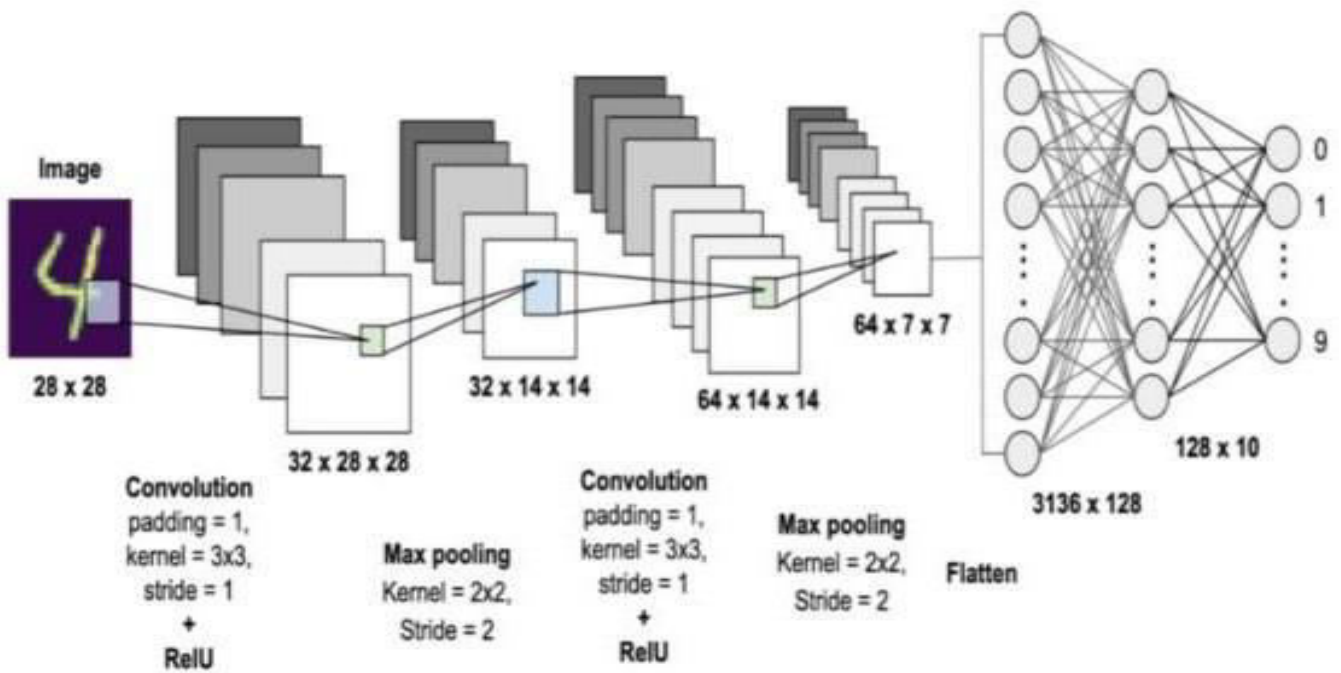 Image
28 x 28
32 x 28 x 28
Convolution
padding = 1,
kernel = 3x3,
stride = 1
+
RelU
32 x 14 x 14
Max pooling
Kernel = 2x2,
Stride = 2
64 x 14 x 14
Convolution
padding = 1,
kernel = 3x3,
stride = 1
+
RelU
64 x 7 x 7
Max pooling
Kernel = 2x2,
Stride = 2
Flatten
3136 x 128
128 x 10
0
1
9